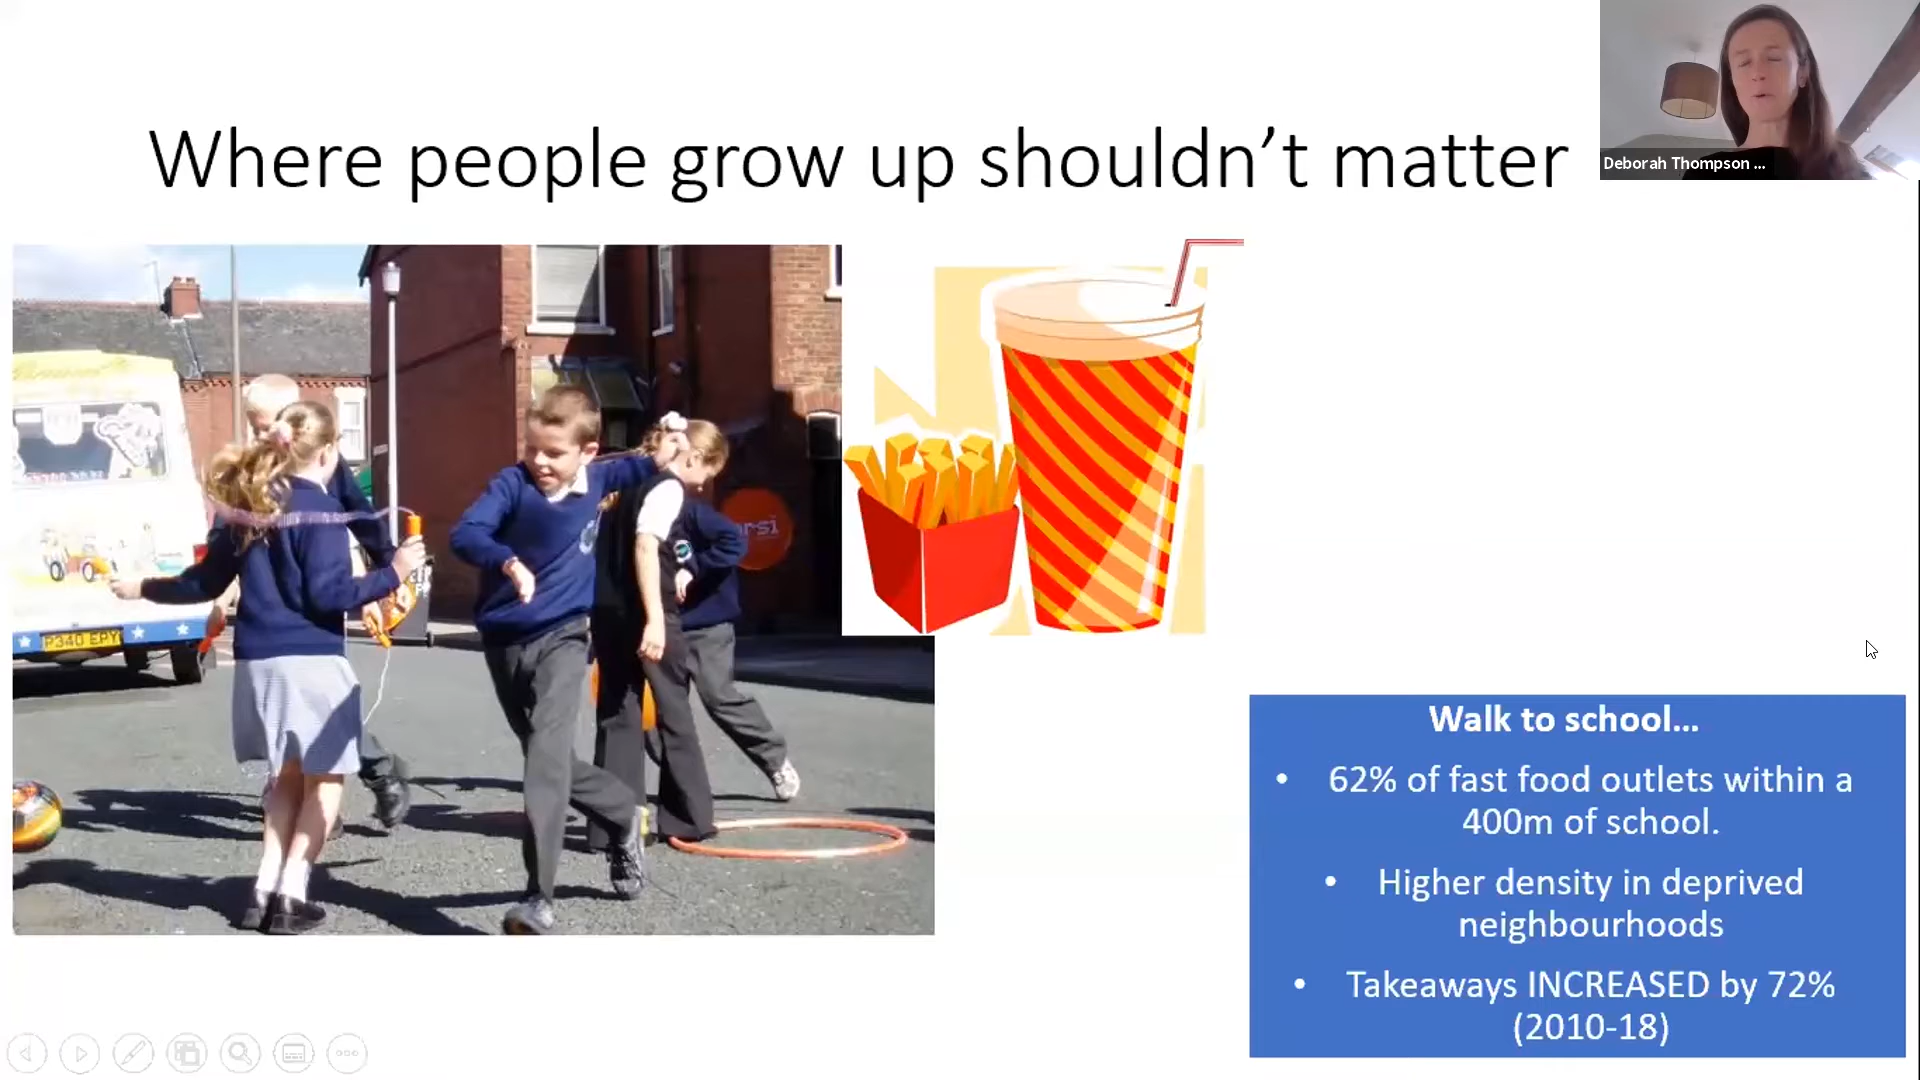 Where people grow up shouldn’t matter
Deborah Thompson ...
P340 EPY
Walk to school...
• 62% of fast food outlets within a
400m of school.
• Higher density in deprived
neighbourhoods
• Takeaways INCREASED by 72%
(2010-18)